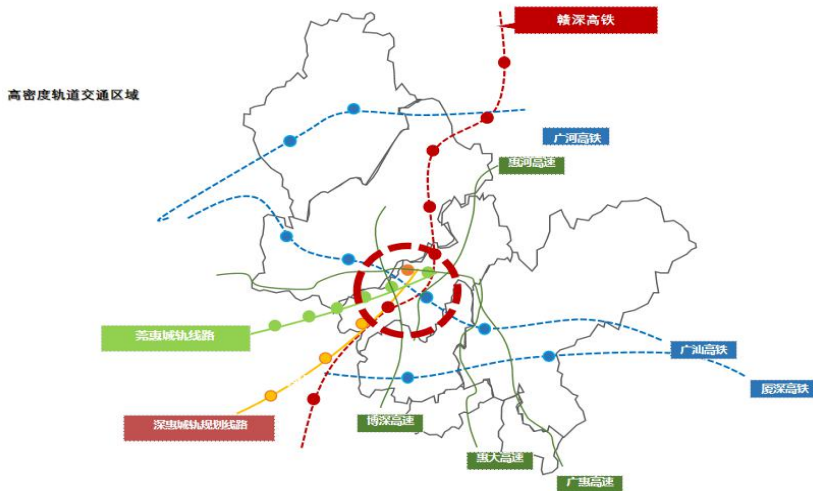 赣深高铁
高密度轨道交通区域
广河高铁
惠河高速
莞惠城轨线路
广汕高铁
厦深高铁
深惠城轨规划线路
博深高速
惠大高速
广惠高速